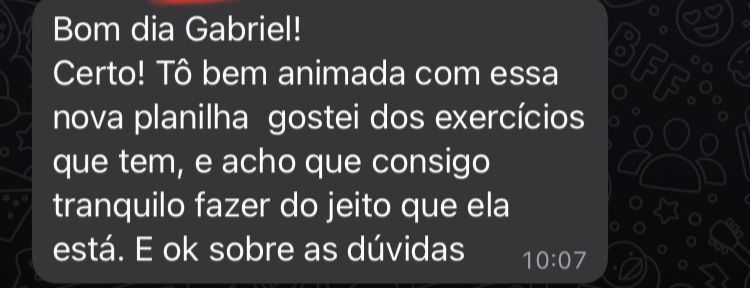 Bom dia Gabriel!
Certo! Tô bem animada com essa
nova planilha  gostei dos exercícios
que tem, e acho que consigo
tranquilo fazer do jeito que ela
está. E ok sobre as dúvidas
10:07
BFF